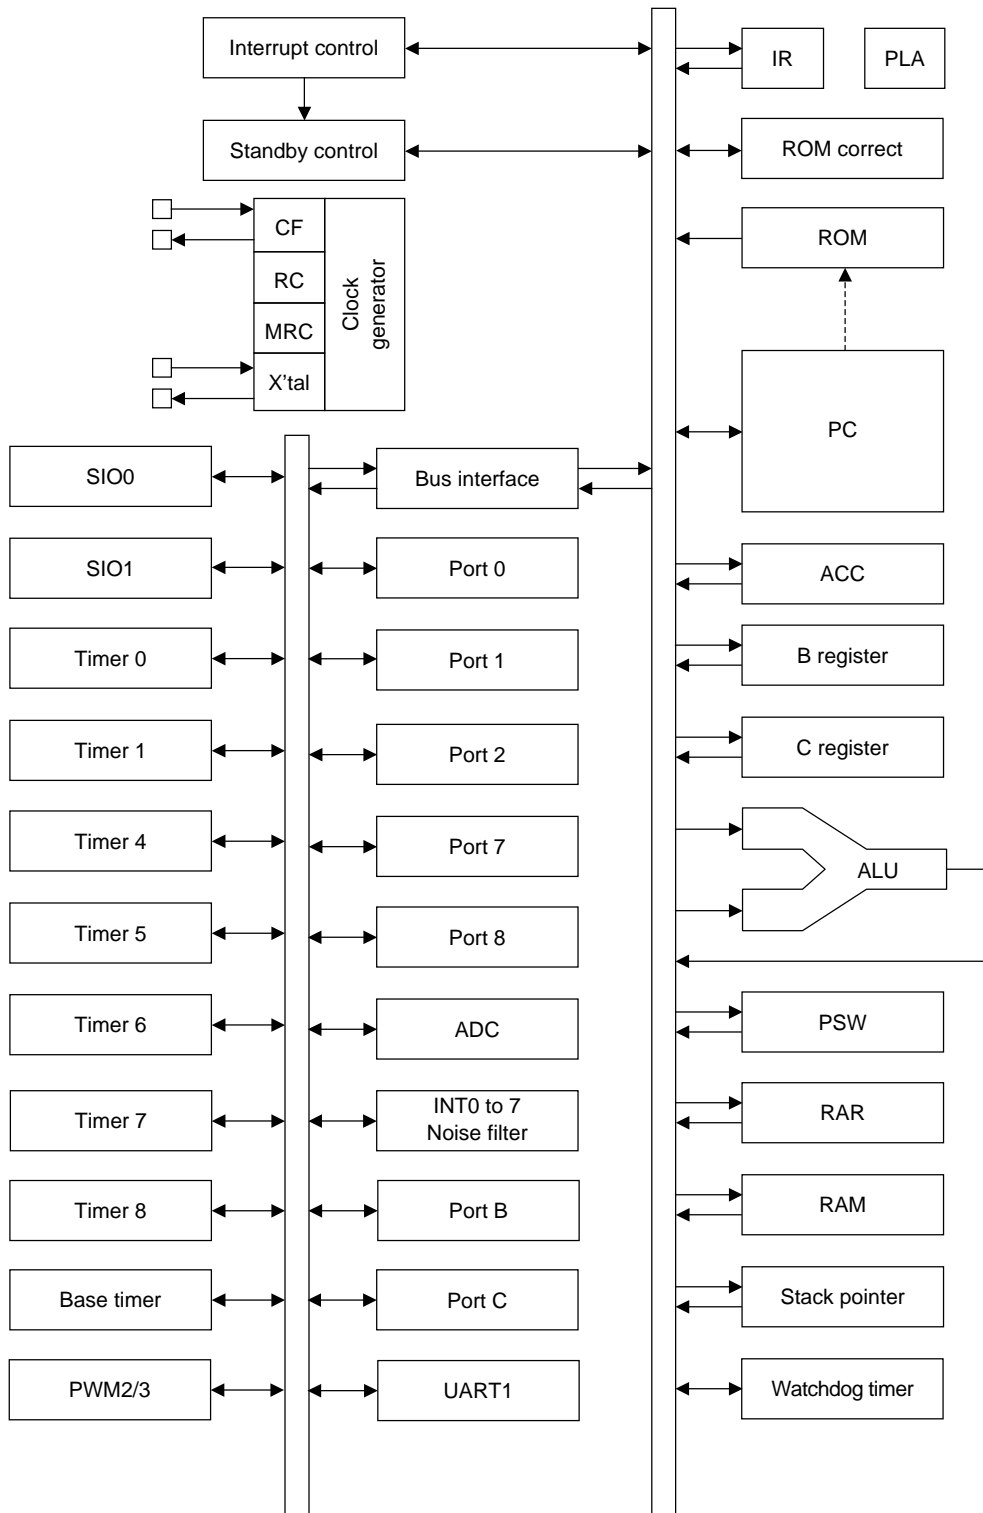 Interrupt control
IR
PLA
Standby control
ROM correct
CF
RC
MRC
X'tal
Clock
generator
ROM
PC
SIO0
Bus interface
SIO1
Port 0
ACC
Timer 0
Port 1
B register
Timer 1
Port 2
C register
Timer 4
Port 7
ALU
Timer 5
Port 8
Timer 6
ADC
PSW
Timer 7
INT0 to 7
Noise filter
RAR
Timer 8
Port B
RAM
Base timer
Port C
Stack pointer
PWM2/3
UART1
Watchdog timer